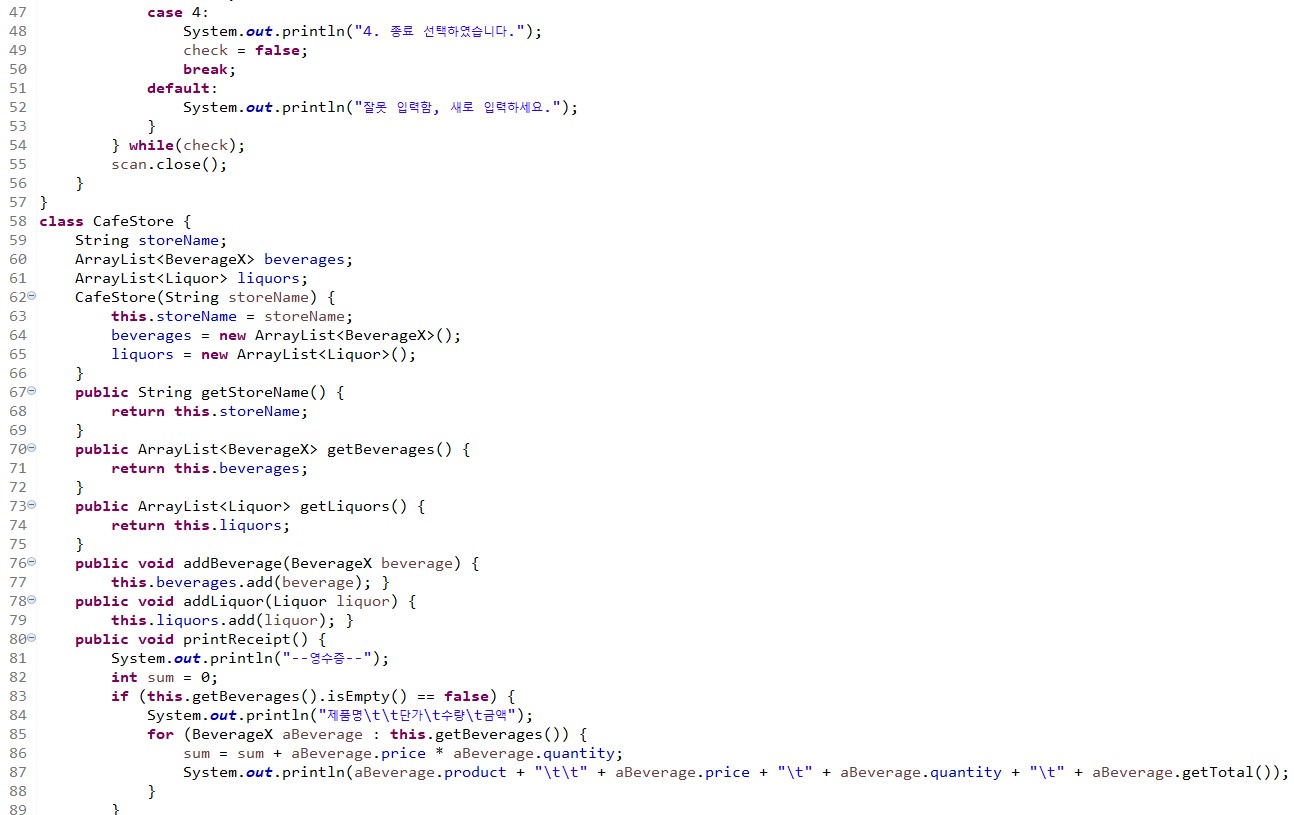 47             case 4:
48                 System.out.println("4. 종료 선택하였습니다.");
49                 check = false;
50                 break;
51             default:
52                 System.out.println("잘못 입력함, 새로 입력하세요.");
53             }
54         } while(check);
55         scan.close();
56     }
57 }
58 class CafeStore {
59     String storeName;
60     ArrayList<BeverageX> beverages;
61     ArrayList<Liquor> liquors;
62     CafeStore(String storeName) {
63         this.storeName = storeName;
64         beverages = new ArrayList<BeverageX>();
65         liquors = new ArrayList<Liquor>();
66     }
67     public String getStoreName() {
68         return this.storeName;
69     }
70     public ArrayList<BeverageX> getBeverages() {
71         return this.beverages;
72     }
73     public ArrayList<Liquor> getLiquors() {
74         return this.liquors;
75     }
76     public void addBeverage(BeverageX beverage) {
77         this.beverages.add(beverage); }
78     public void addLiquor(Liquor liquor) {
79         this.liquors.add(liquor); }
80     public void printReceipt() {
81         System.out.println("--영수증--");
82         int sum = 0;
83         if (this.getBeverages().isEmpty() == false) {
84             System.out.println("제품명\t\t단가\t수량\t금액");
85             for (BeverageX aBeverage : this.getBeverages()) {
86                 sum = sum + aBeverage.price * aBeverage.quantity;
87                 System.out.println(aBeverage.product + "\t\t" + aBeverage.price + "\t" + aBeverage.quantity + "\t" + aBeverage.getTotal());
88             }
89         }